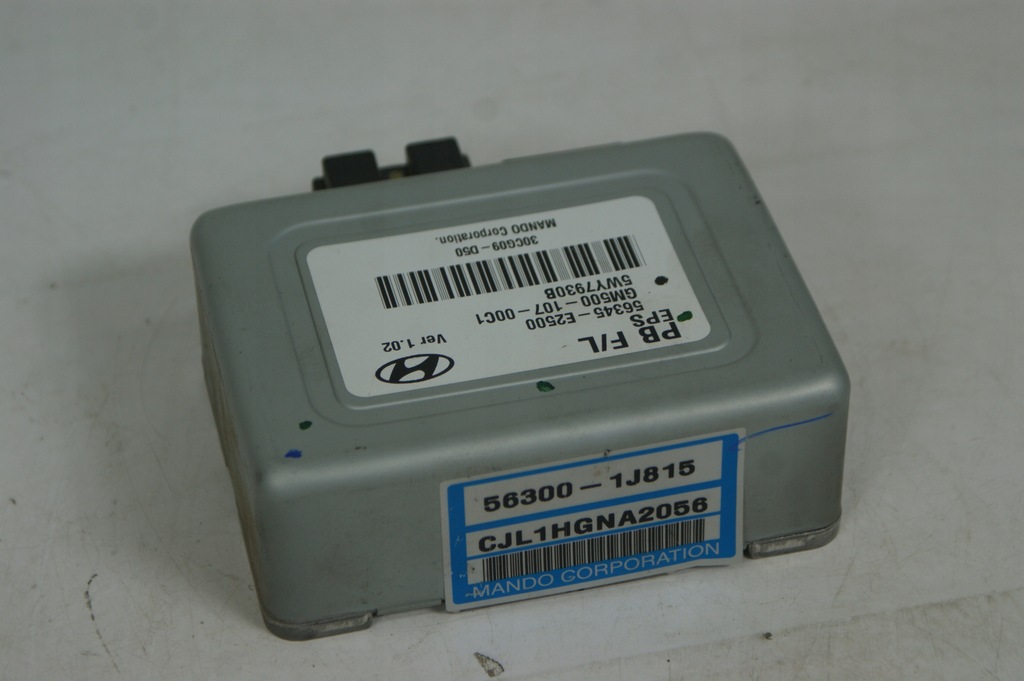 PB F/L
EPS
56345-E2500
GM500-107-00C1
5WY7930B
Ver 1.02
30CG09-D50
MANDO Corporation.
56300-1J815
CJL1HGNA2056
MANDO CORPORATION